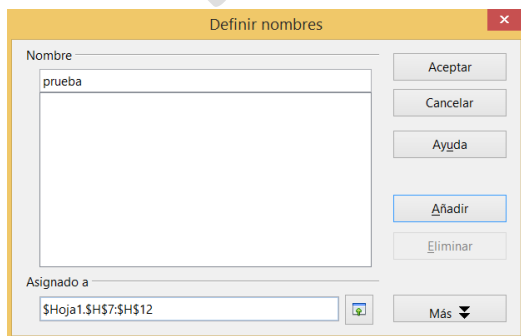 Definir nombres
Nombre
prueba
Aceptar
Cancelar
Ayuda
Añadir
Eliminar
Asignado a
$Hoja1.$H$7:$H$12
Más